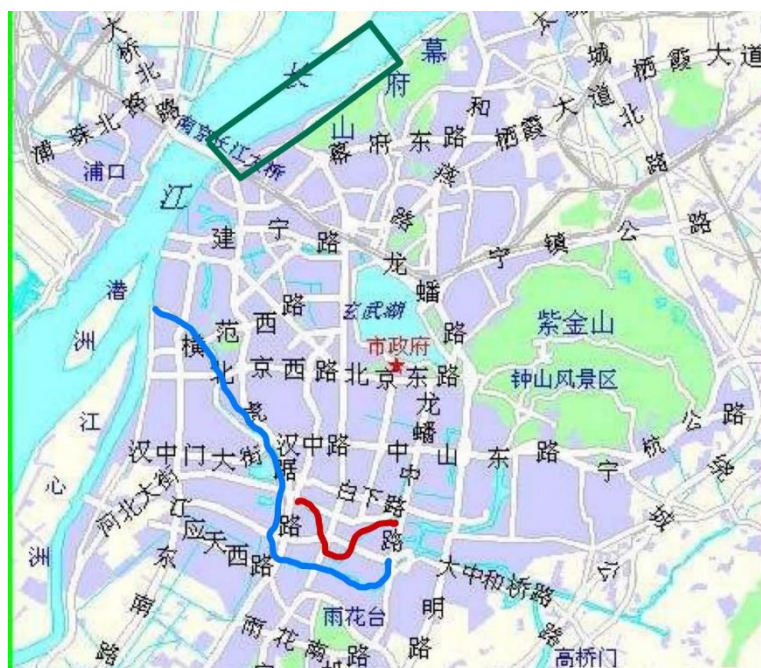 大桥北路
浦珠北路
浦口
南京长江大桥
长江
幕府山
幕府东路
和燕路
栖霞大道
栖霞大道
城北路
建宁路
宁镇公路
龙蟠路
玄武湖
紫金山
钟山风景区
市政府
范西路
横
北京西路
北京东路
潜洲
江心洲
汉中门大街
汉中路
中山东路
宁杭公路
龙蟠中路
白下路
河北大街
应天西路
江东南路
大中和桥路
绕城公路
雨花台
雨花南路
明
路
高桥门